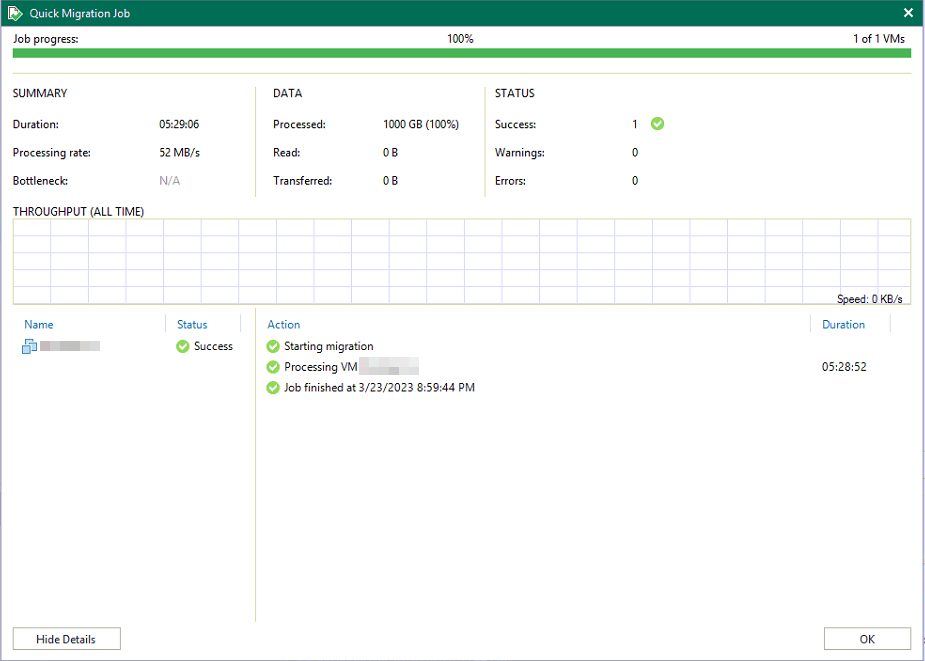 Quick Migration Job
Job progress: 100% 1 of 1 VMs
SUMMARY DATA STATUS
Duration: 05:29:06 Processed: 1000 GB (100%) Success: 1
Processing rate: 52 MB/s Read: 0 B Warnings: 0
Bottleneck: N/A Transferred: 0 B Errors: 0
THROUGHPUT (ALL TIME)
Speed: 0 KB/s
Name Status Action Duration
Success Starting migration
Processing VM 05:28:52
Job finished at 3/23/2023 8:59:44 PM
Hide Details OK